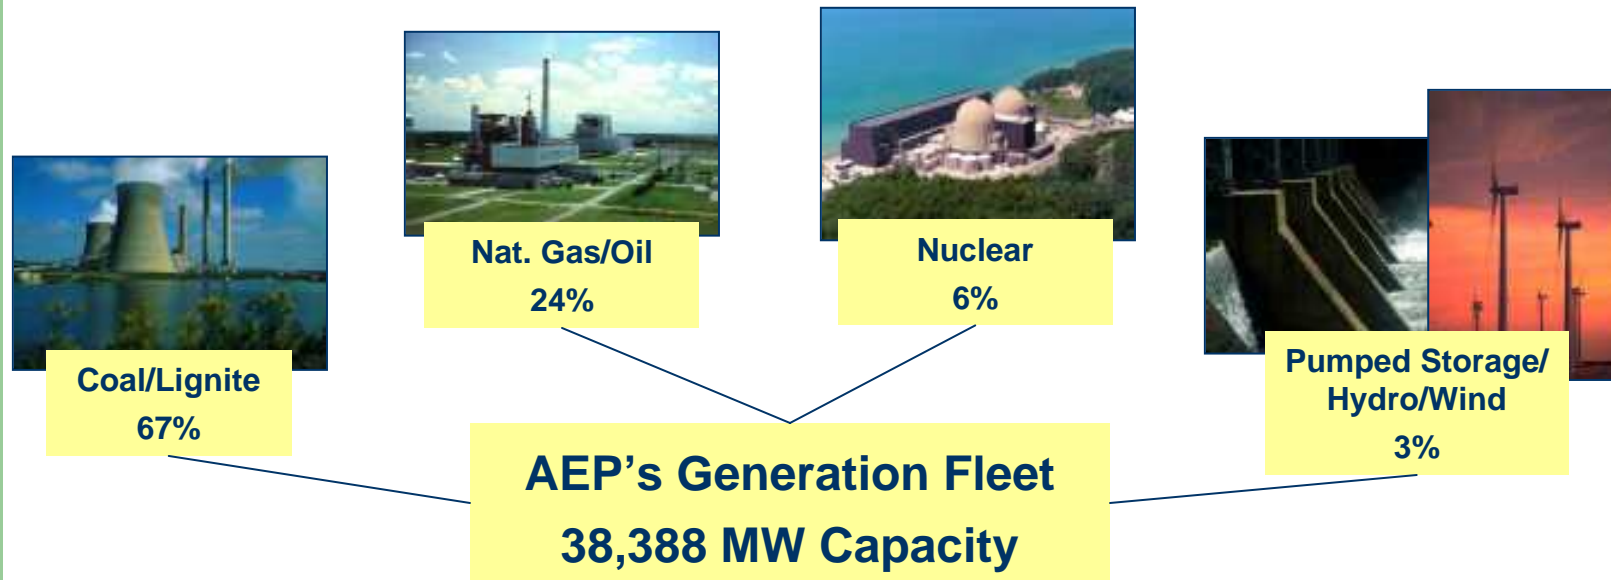 Coal/Lignite
67%
Nat. Gas/Oil
24%
Nuclear
6%
Pumped Storage/
Hydro/Wind
3%
AEP's Generation Fleet
38,388 MW Capacity